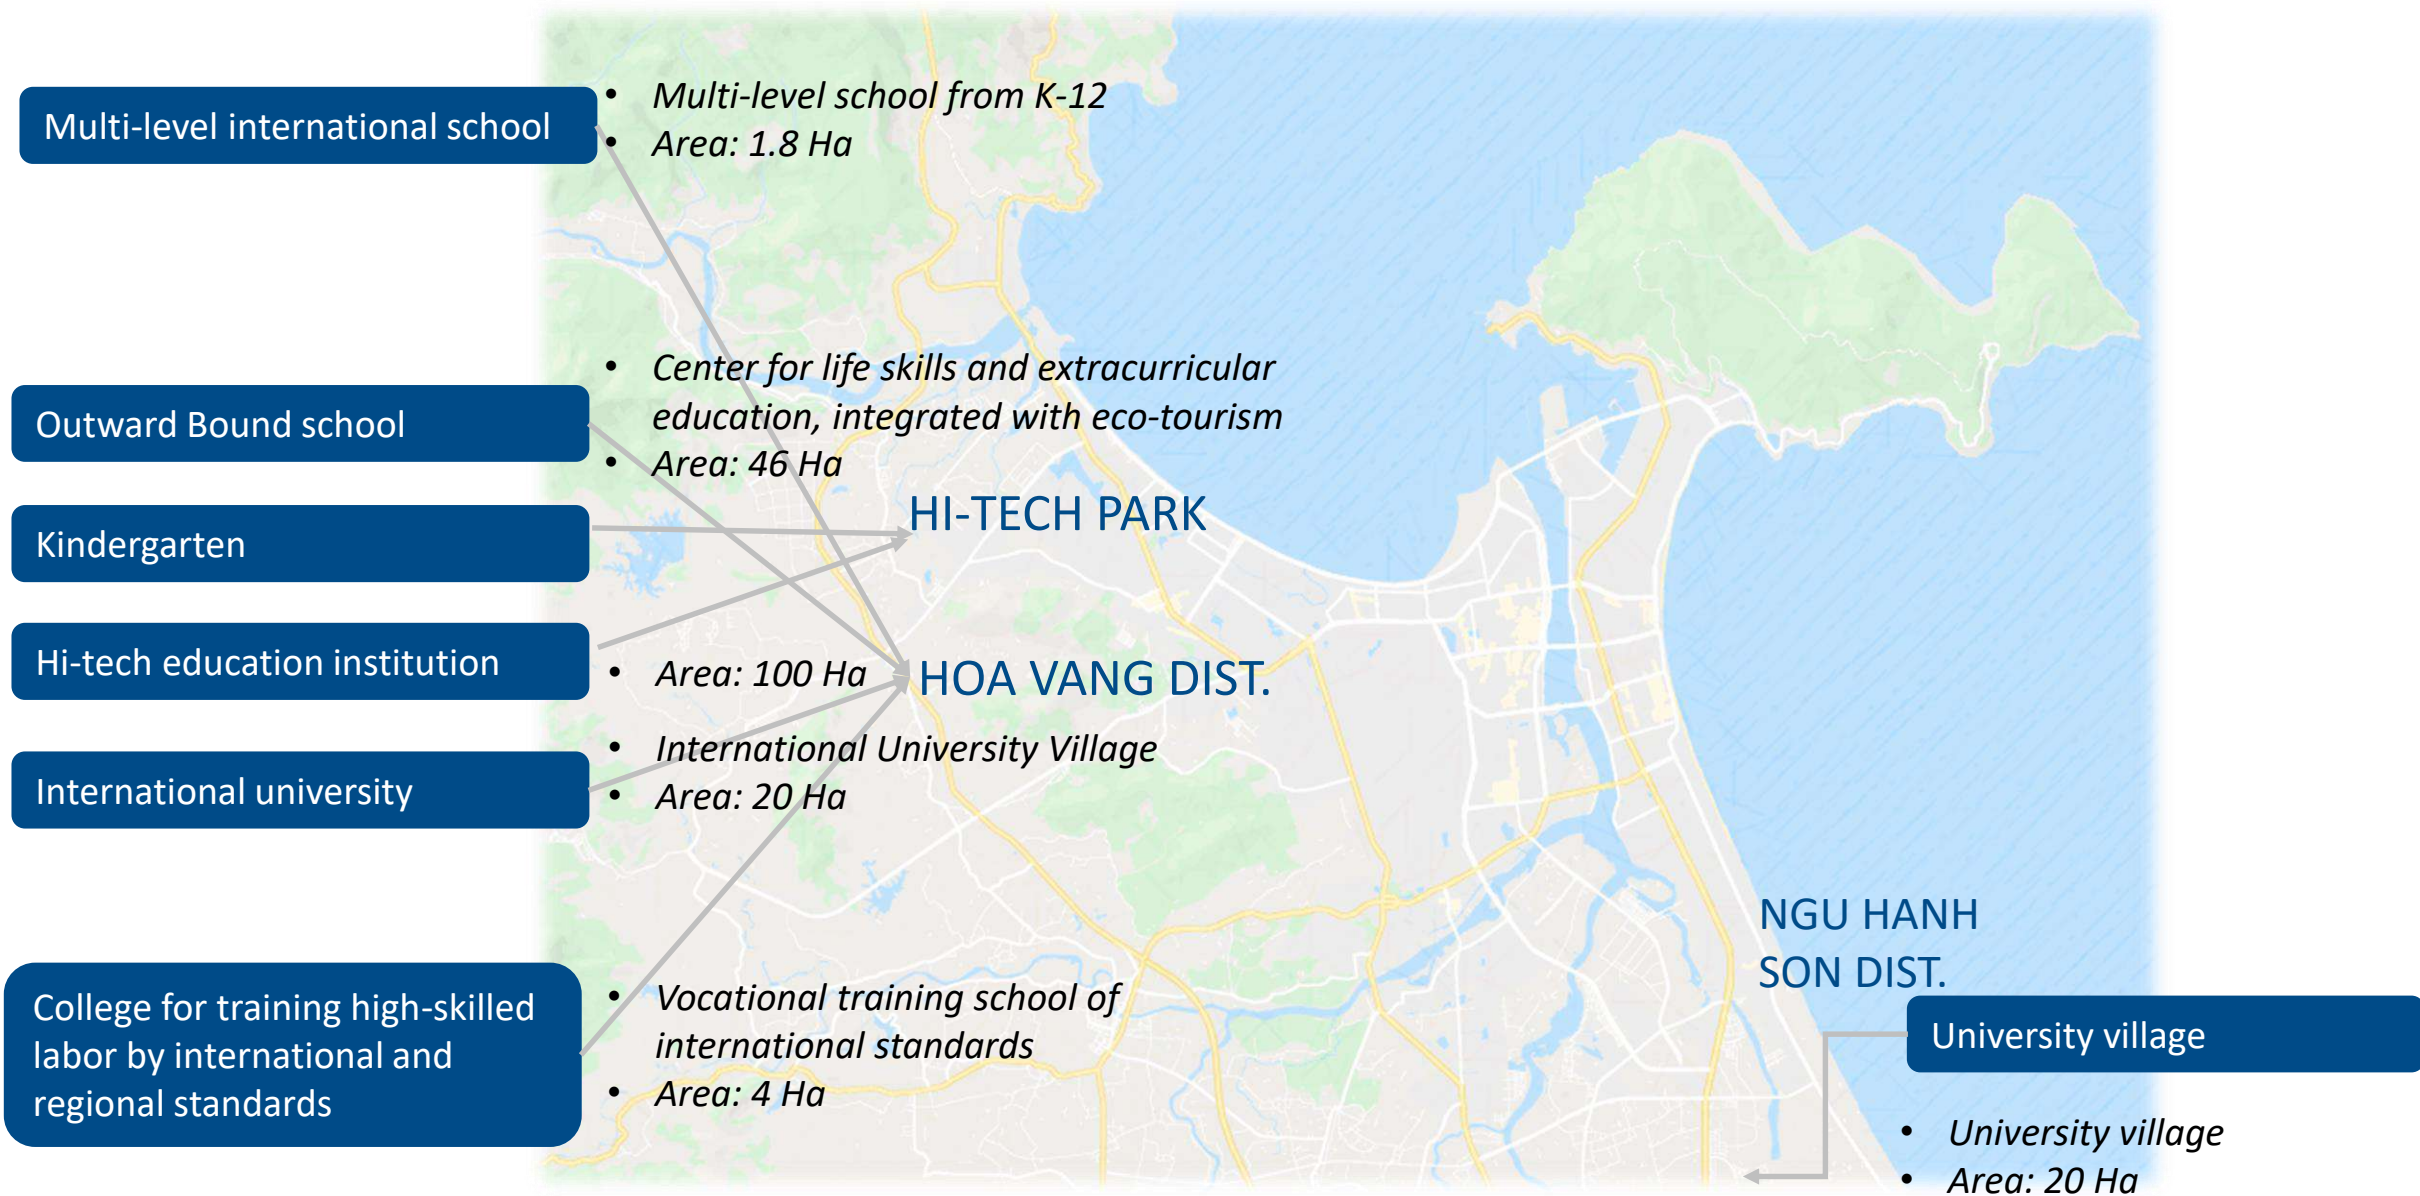 Multi-level international school
• Multi-level school from K-12
• Area: 1.8 Ha
Outward Bound school
• Center for life skills and extracurricular
education, integrated with eco-tourism
• Area: 46 Ha
HI-TECH PARK
Kindergarten
Hi-tech education institution
• Area: 100 Ha
HOA VANG DIST.
International university
• International University Village
• Area: 20 Ha
College for training high-skilled
labor by international and
regional standards
• Vocational training school of
international standards
• Area: 4 Ha
NGU HANH
SON DIST.
University village
• University village
• Area: 20 Ha